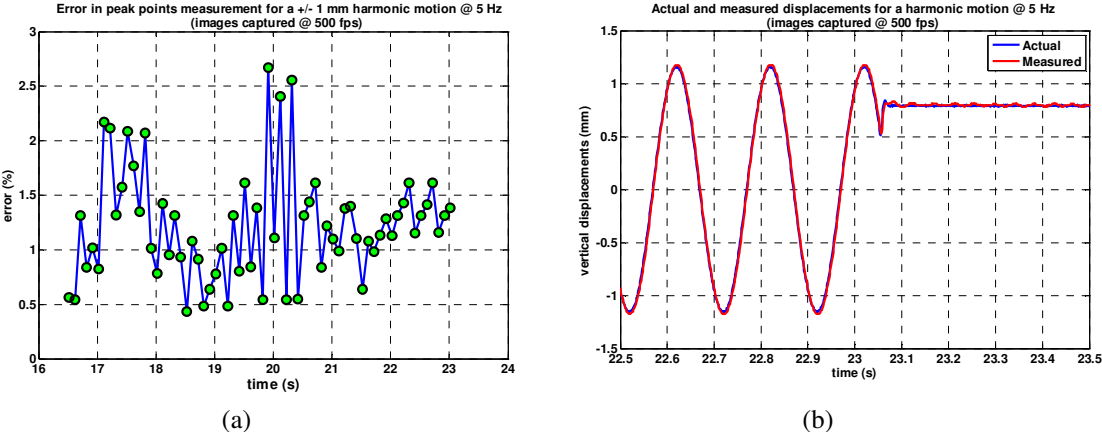 Error in peak points measurement for a +/- 1 mm harmonic motion @ 5 Hz
(images captured @ 500 fps)
3
2.5
2
1.5
1
0.5
0
error (%)
16 17 18 19 20 21 22 23 24
time (s)
(a)
Actual and measured displacements for a harmonic motion @ 5 Hz
(images captured @ 500 fps)
1.5
1
0.5
0
-0.5
-1
-1.5
vertical displacements (mm)
Actual
Measured
22.5 22.6 22.7 22.8 22.9 23 23.1 23.2 23.3 23.4 23.5
time (s)
(b)